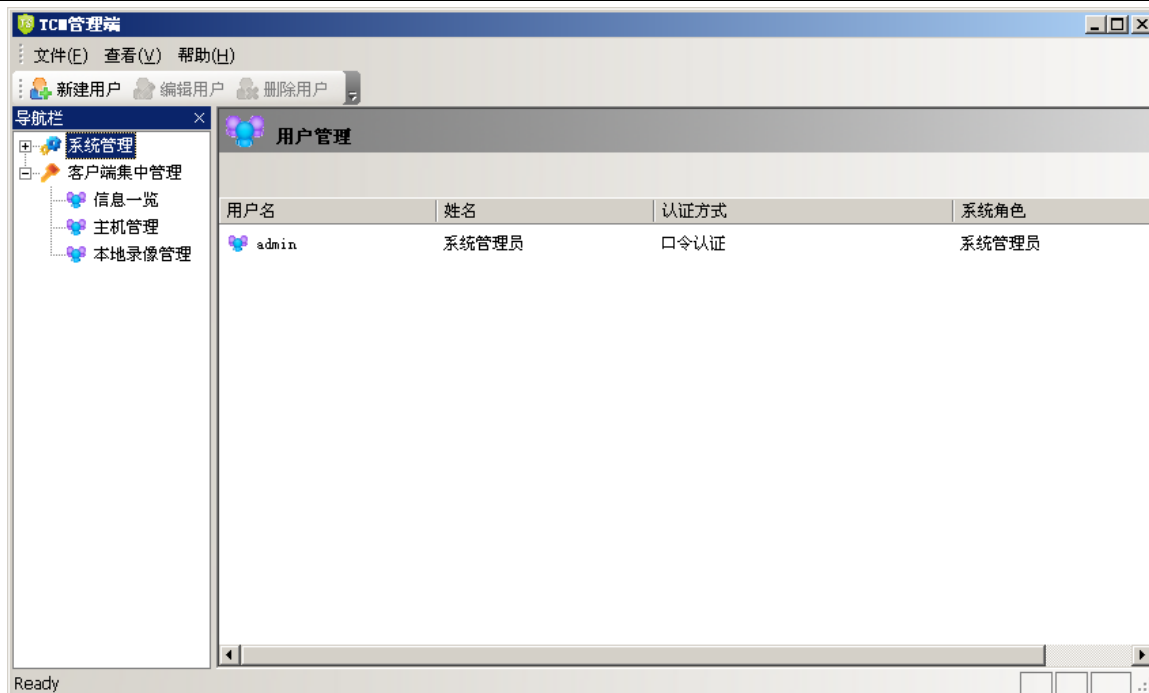 TCM管理端
文件(F) 查看(V) 帮助(H)
新建用户 编辑用户 删除用户
导航栏
系统管理
客户端集中管理
信息一览
主机管理
本地录像管理
用户管理
用户名 姓名 认证方式 系统角色
admin 系统管理员 口令认证 系统管理员
Ready